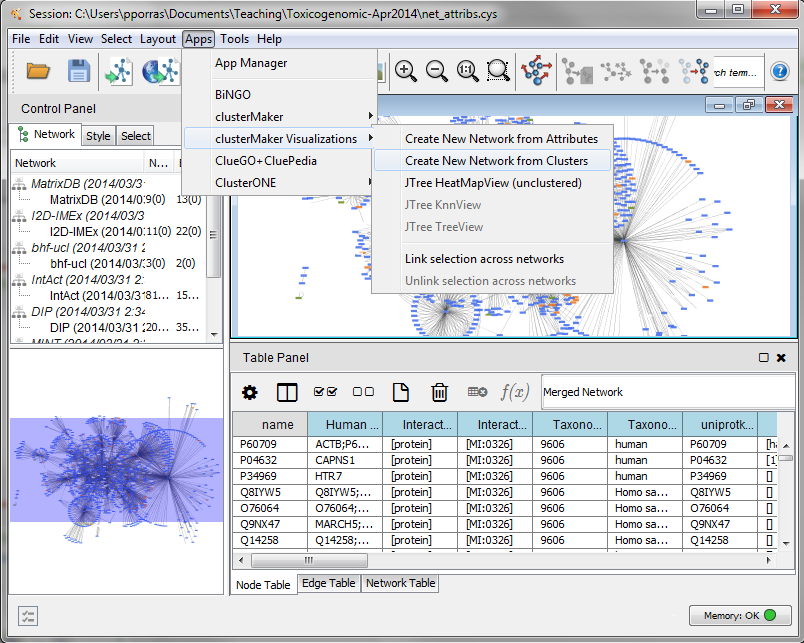 Session: C:\Users\pporras\Documents\Teaching\Toxicogenomic-Apr2014\net_attribs.cys
File Edit View Select Layout Apps Tools Help
App Manager
BiNGO
clusterMaker
clusterMaker Visualizations
ClueGO+CluePedia
ClusterONE
Create New Network from Attributes
Create New Network from Clusters
JTree HeatMapView (unclustered)
JTree KnnView
JTree TreeView
Link selection across networks
Unlink selection across networks
1:1
rch term...
?
Control Panel
Network Style Select
Network N...
MatrixDB (2014/03/31
MatrixDB (2014/0: 9(0) 13(0)
I2D-IMEx (2014/03/3
I2D-IMEx (2014/0: 11(0) 22(0)
bhf-ucl (2014/03/31 2
bhf-ucl (2014/03/: 3(0) 2(0)
IntAct (2014/03/31 2:
IntAct (2014/03/3 81... 15...
DIP (2014/03/31 2:34
DIP (2014/03/31 20... 35...
Table Panel
f(x) Merged Network
name Human ... Interact... Interact... Taxono... Taxono... uniprotk...
P60709 ACTB;P6... [protein] [MI:0326] 9606 human P60709 [ha
P04632 CAPNS1 [protein] [MI:0326] 9606 human P04632 [1]
P34969 HTR7 [protein] [MI:0326] 9606 human P34969 []
Q8IYW5 Q8IYW5;... [protein] [MI:0326] 9606 Homo sa... Q8IYW5 []
O76064 O76064;... [protein] [MI:0326] 9606 Homo sa... O76064 []
Q9NX47 MARCH5;... [protein] [MI:0326] 9606 Homo sa... Q9NX47 []
Q14258 Q14258;... [protein] [MI:0326] 9606 Homo sa... Q14258 []
Node Table Edge Table Network Table
Memory: OK